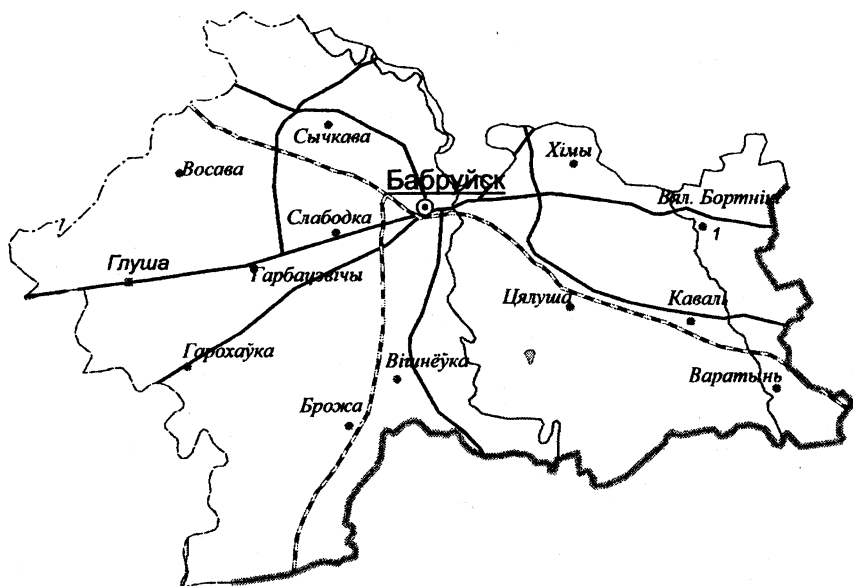 Сычкава
Хімы
Восава
Бабруйск
Вял. Бортнікі
Слабодка
1
Глуша
Гарбацэвічы
Цялуша
Каваль
Гарохаўка
Вішнёўка
Варатынь
Брожа